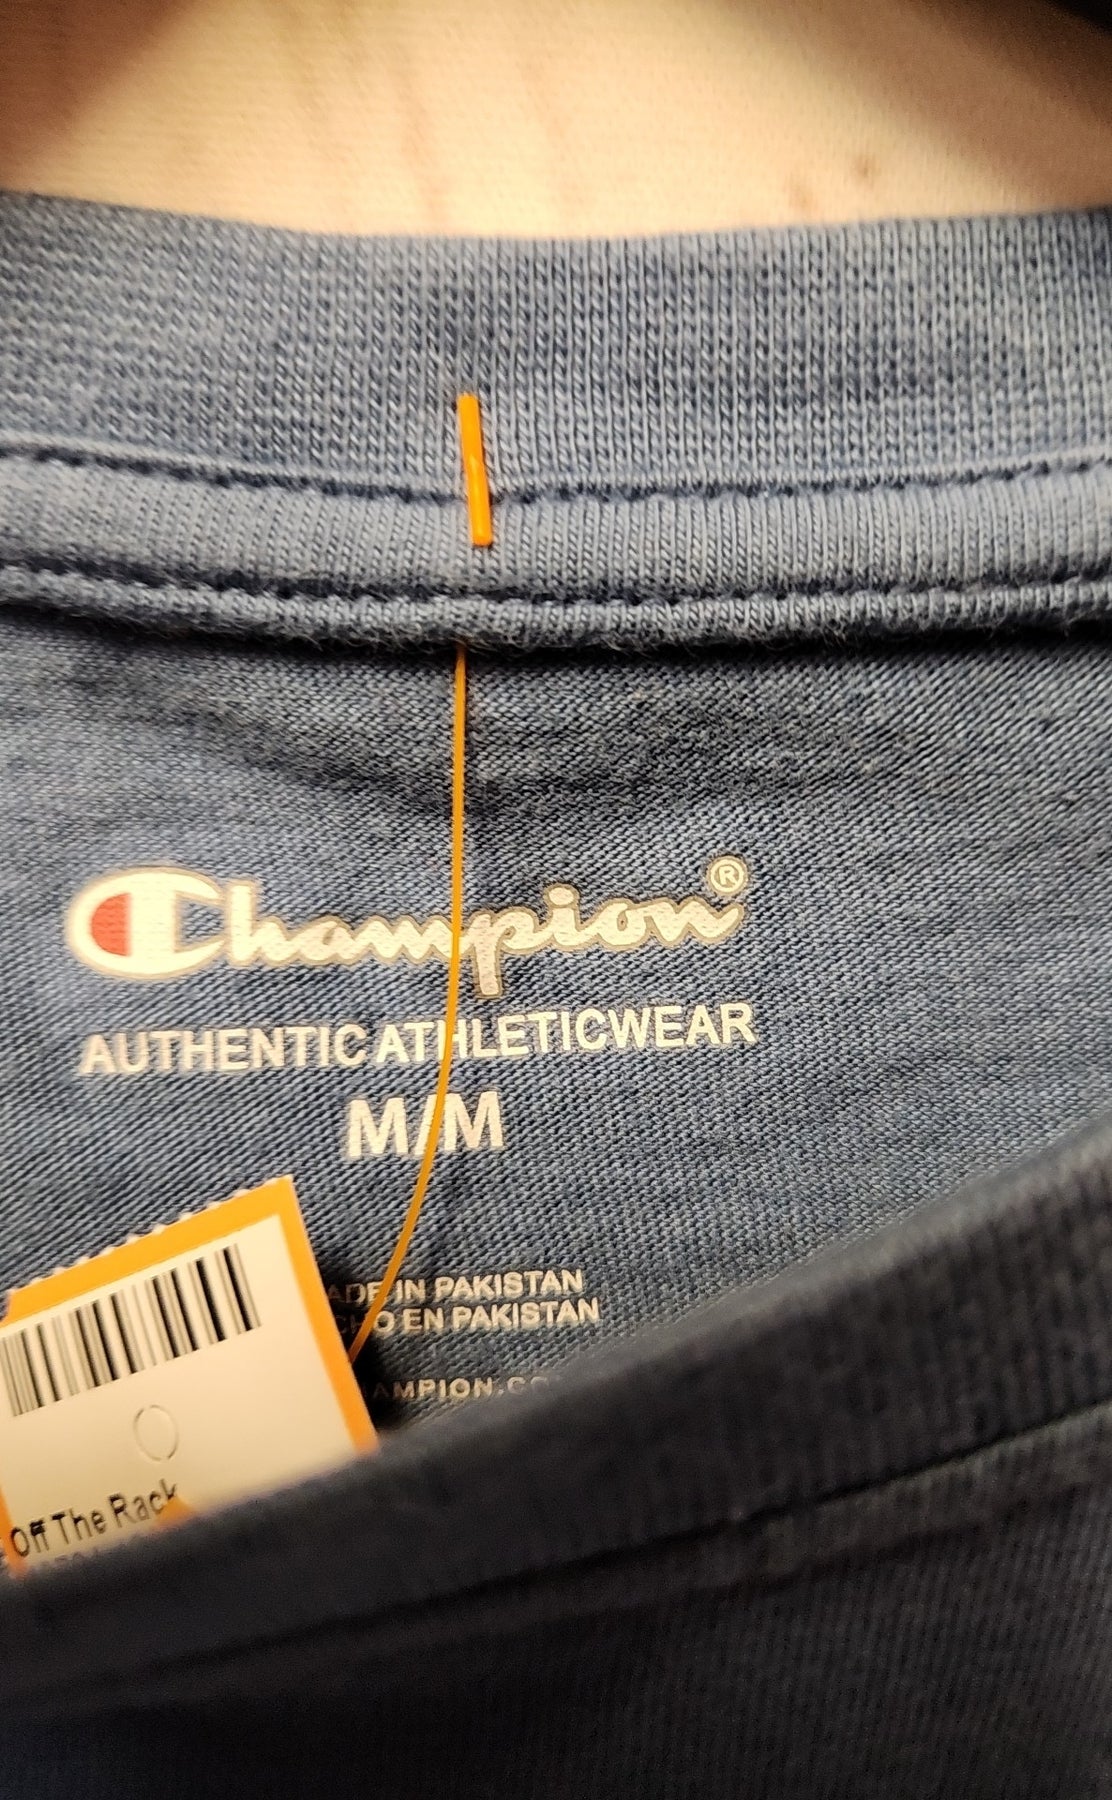 Champion®
AUTHENTIC ATHLETICWEAR
M/M
IN PAKISTAN
EN PAKISTAN
Off The Rack